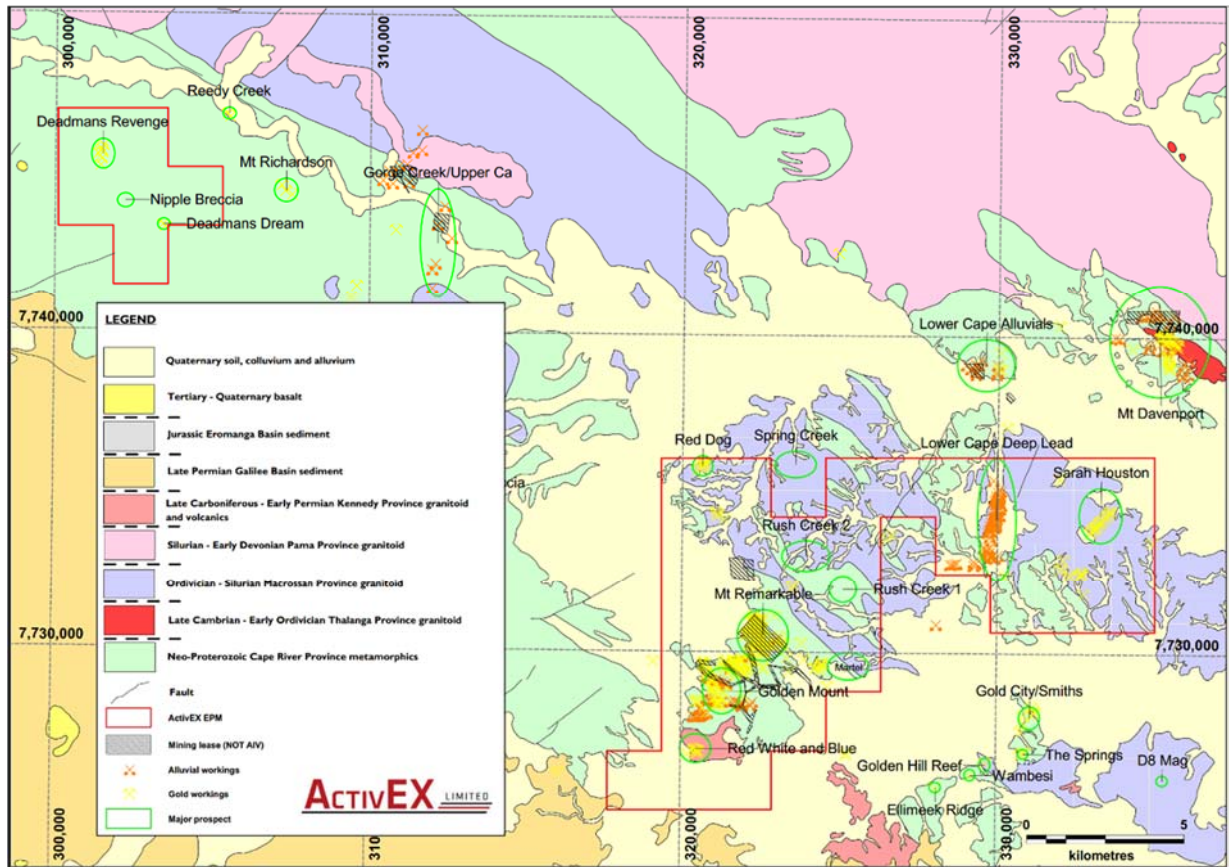 300,000
310,000
320,000
330,000
Reedy Creek
Deadmans Revenge
Mt Richardson
Gorge Creek/Upper Ca
Nipple Breccia
Deadmans Dream
7,740,000
Lower Cape Alluvials
7,740,000
Mt Davenport
Red Dog
Spring Creek
Lower Cape Deep Lead
Sarah Houston
cia
Rush Creek 2
Mt Remarkable
Rush Creek 1
7,730,000
7,730,000
Martel
Golden Mount
Gold City/Smiths
Red White and Blue
The Springs
D8 Mag
Golden Hill Reef
Wambesi
Ellimeek Ridge
LEGEND
Quaternary soil, colluvium and alluvium
Tertiary - Quaternary basalt
Jurassic Eromanga Basin sediment
Late Permian Galilee Basin sediment
Late Carboniferous - Early Permian Kennedy Province granitoid
and volcanics
Silurian - Early Devonian Pama Province granitoid
Ordivician - Silurian Macrossan Province granitoid
Late Cambrian - Early Ordivician Thalanga Province granitoid
Neo-Proterozoic Cape River Province metamorphics
Fault
ActivEX EPM
Mining lease (NOT AIV)
Alluvial workings
Gold workings
Major prospect
ACTIVEX LIMITED
300,000
310
320,000
330,000
0 5
kilometres